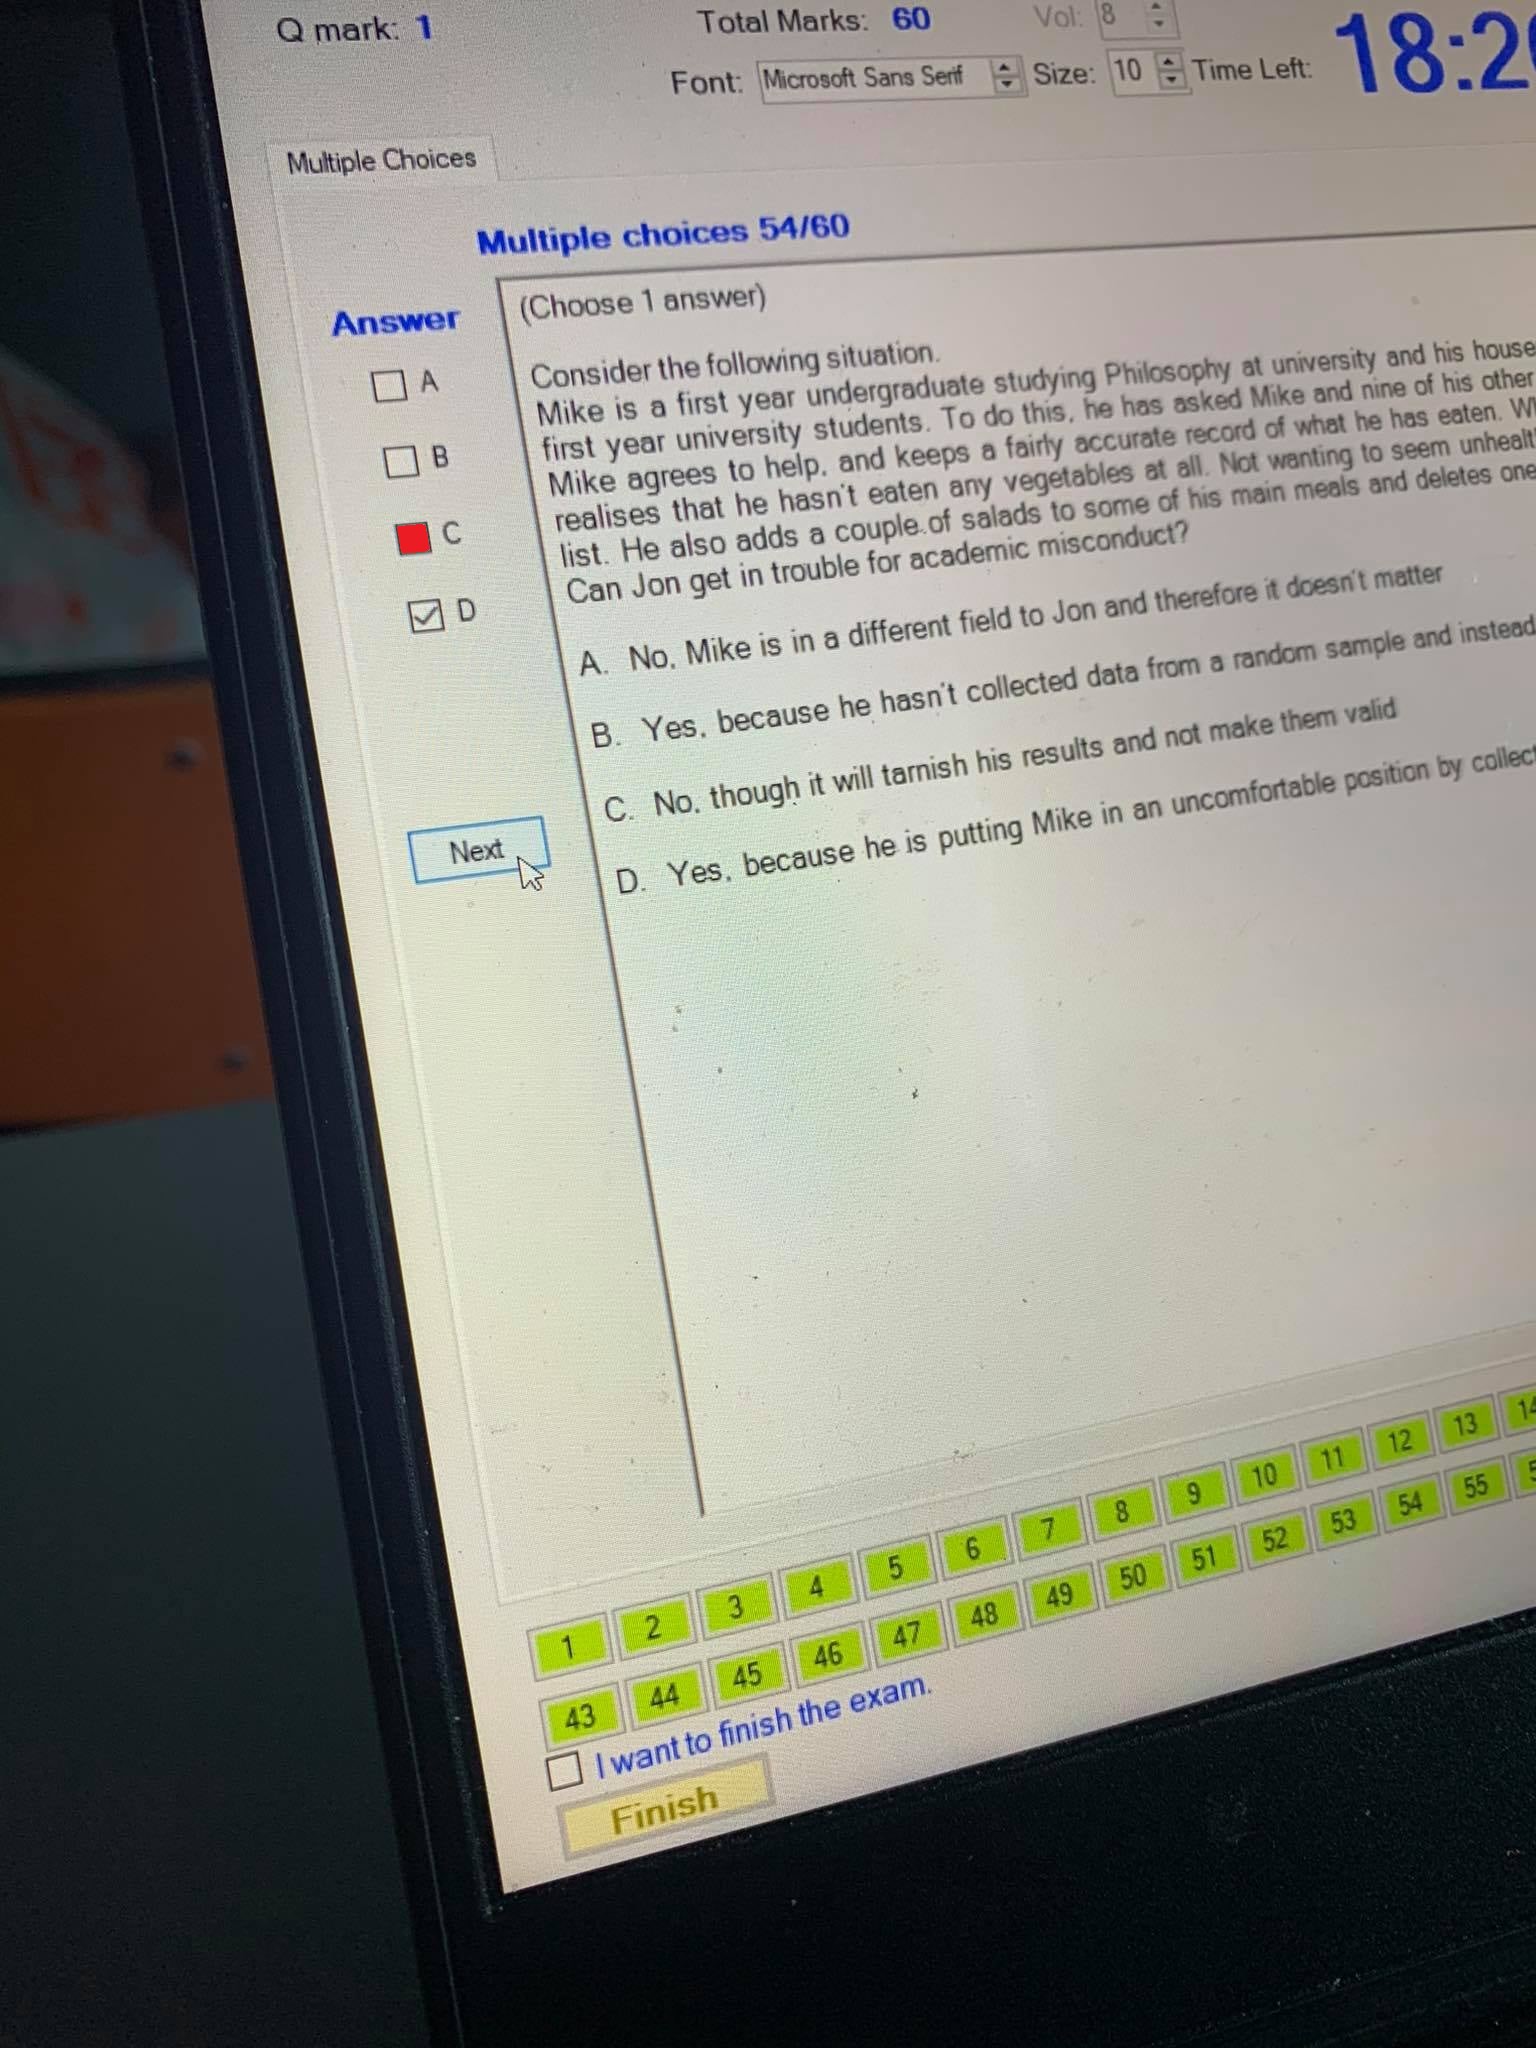 Q mark: 1
Total Marks: 60
Vol: 8
Font: Microsoft Sans Serif
Size: 10
Time Left:
Multiple Choices
Multiple choices 54/60
Answer
A
B
C
D
Next
(Choose 1 answer)
Consider the following situation.
Mike is a first year undergraduate studying Philosophy at university and his house
first year university students. To do this, he has asked Mike and nine of his other
Mike agrees to help, and keeps a fairly accurate record of what he has eaten.
realises that he hasn't eaten any vegetables at all. Not wanting to seem
list. He also adds a couple of salads to some of his main meals and deletes one
Can Jon get in trouble for academic misconduct?
A. No, Mike is in a different field to Jon and therefore it doesn't matter
B. Yes, because he hasn't collected data from a random sample and instead
C. No, though it will tarnish his results and not make them valid
D. Yes, because he is putting Mike in an uncomfortable position by
1 2 3 4 5 6 7 8 9 10 11 12 13 14
43 44 45 46 47 48 49 50 51 52 53 54 55
I want to finish the exam.
Finish